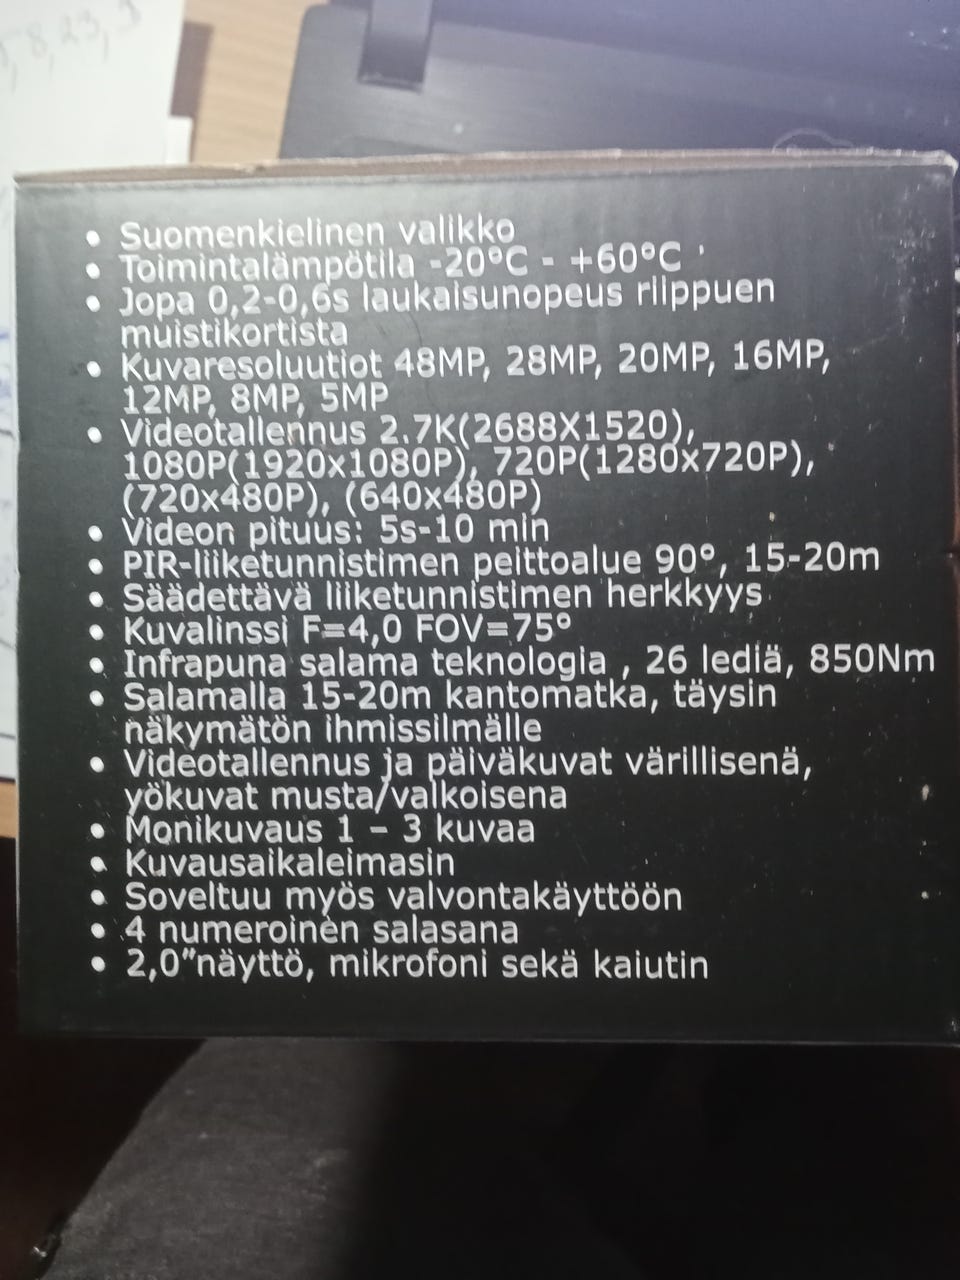 8, 23, 9
• Suomenkielinen valikko
• Toimintalämpötila -20°C - +60°C
• Jopa 0,2-0,6s laukaisunopeus riippuen
muistikortista
• Kuvaresoluutiot 48MP, 28MP, 20MP, 16MP,
12MP, 8MP, 5MP
• Videotallennus 2.7K(2688X1520),
1080P(1920x1080P), 720P(1280x720P),
(720x480P), (640x480P)
• Videon pituus: 5s-10 min
• PIR-liiketunnistimen peittoalue 90°, 15-20m
• Säädettävä liiketunnistimen herkkyys
• Kuvalinssi F=4,0 FOV=75°
• Infrapuna salama teknologia , 26 lediä, 850Nm
• Salamalla 15-20m kantomatka, täysin
näkymätön ihmissilmälle
• Videotallennus ja päiväkuvat värillisenä,
yökuvat musta/valkoisena
• Monikuvaus 1 – 3 kuvaa
• Kuvausaikaleimasin
• Soveltuu myös valvontakäyttöön
• 4 numeroinen salasana
• 2,0”näyttö, mikrofoni sekä kaiutin